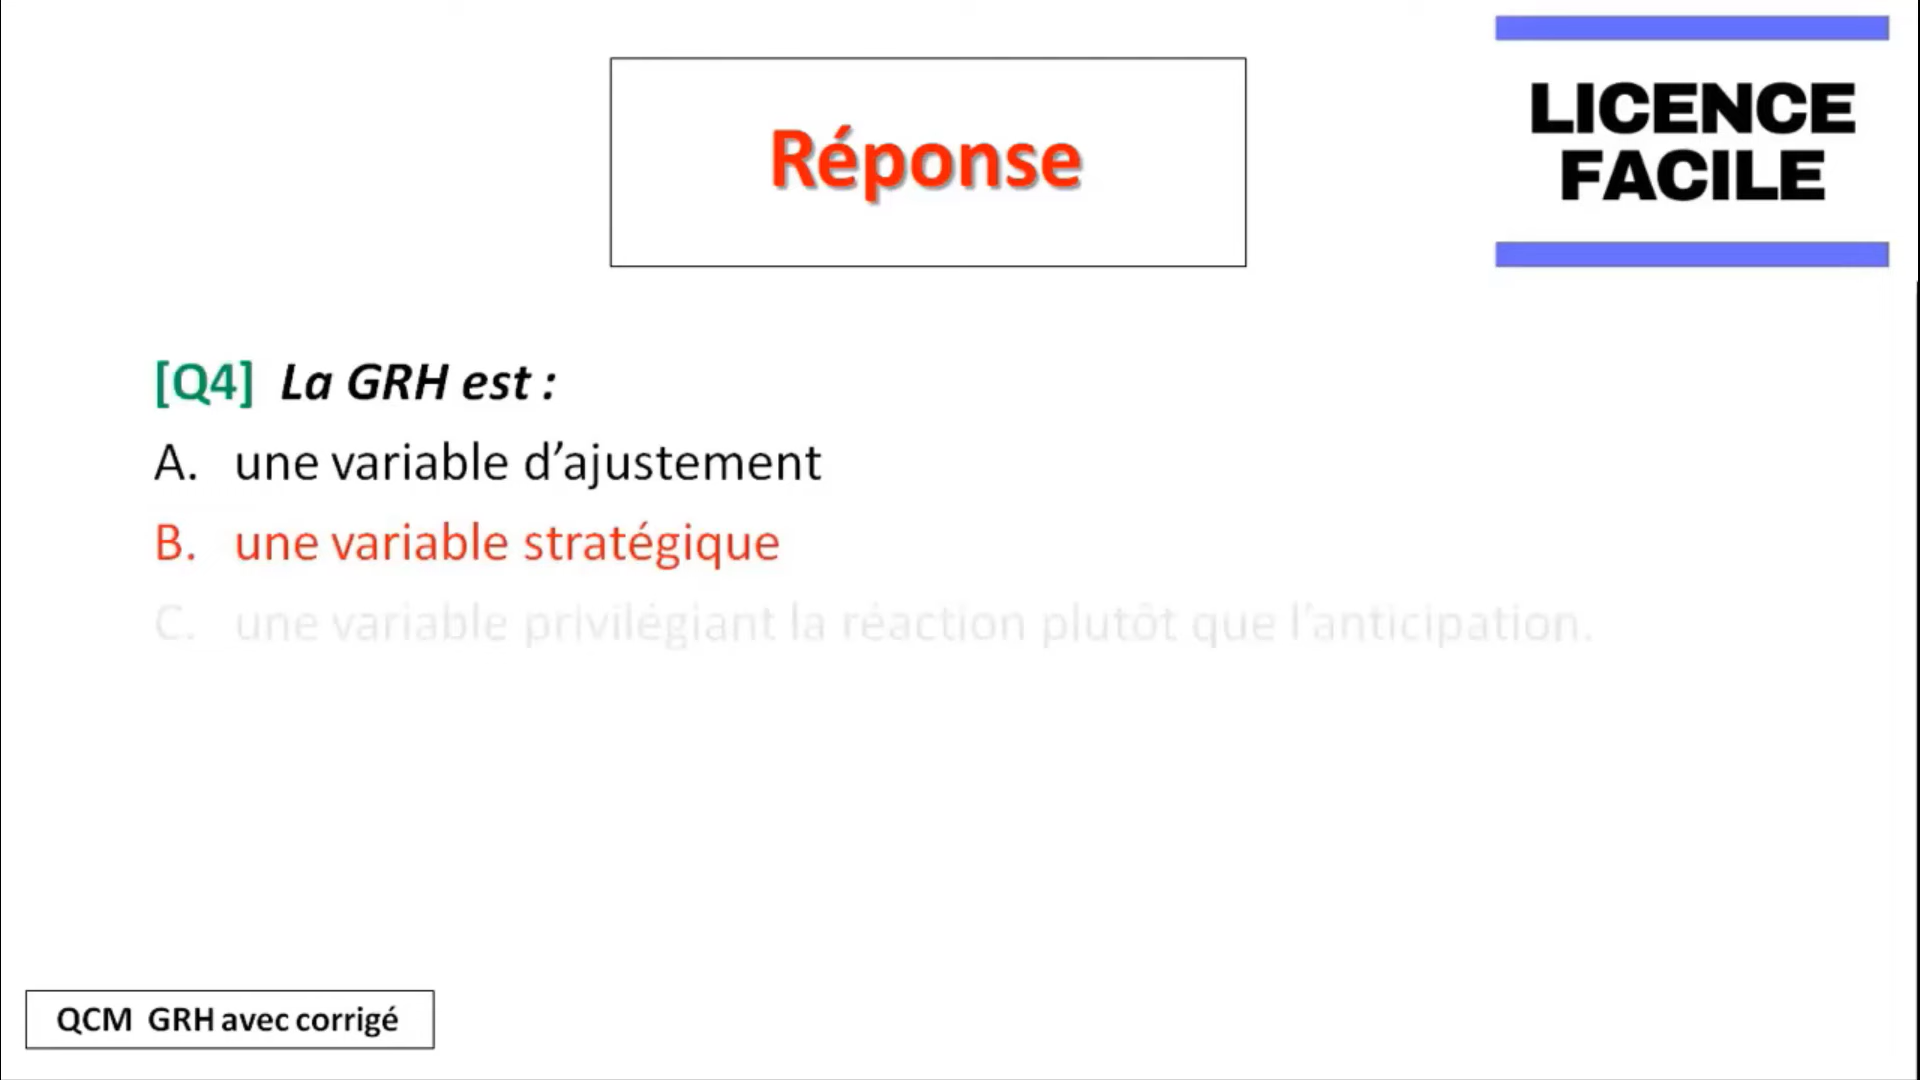 Réponse
LICENCE
FACILE
[Q4] La GRH est :
A. une variable d’ajustement
B. une variable stratégique
C. une variable privilégiant la réaction plutôt que l’anticipation.
QCM GRH avec corrigé